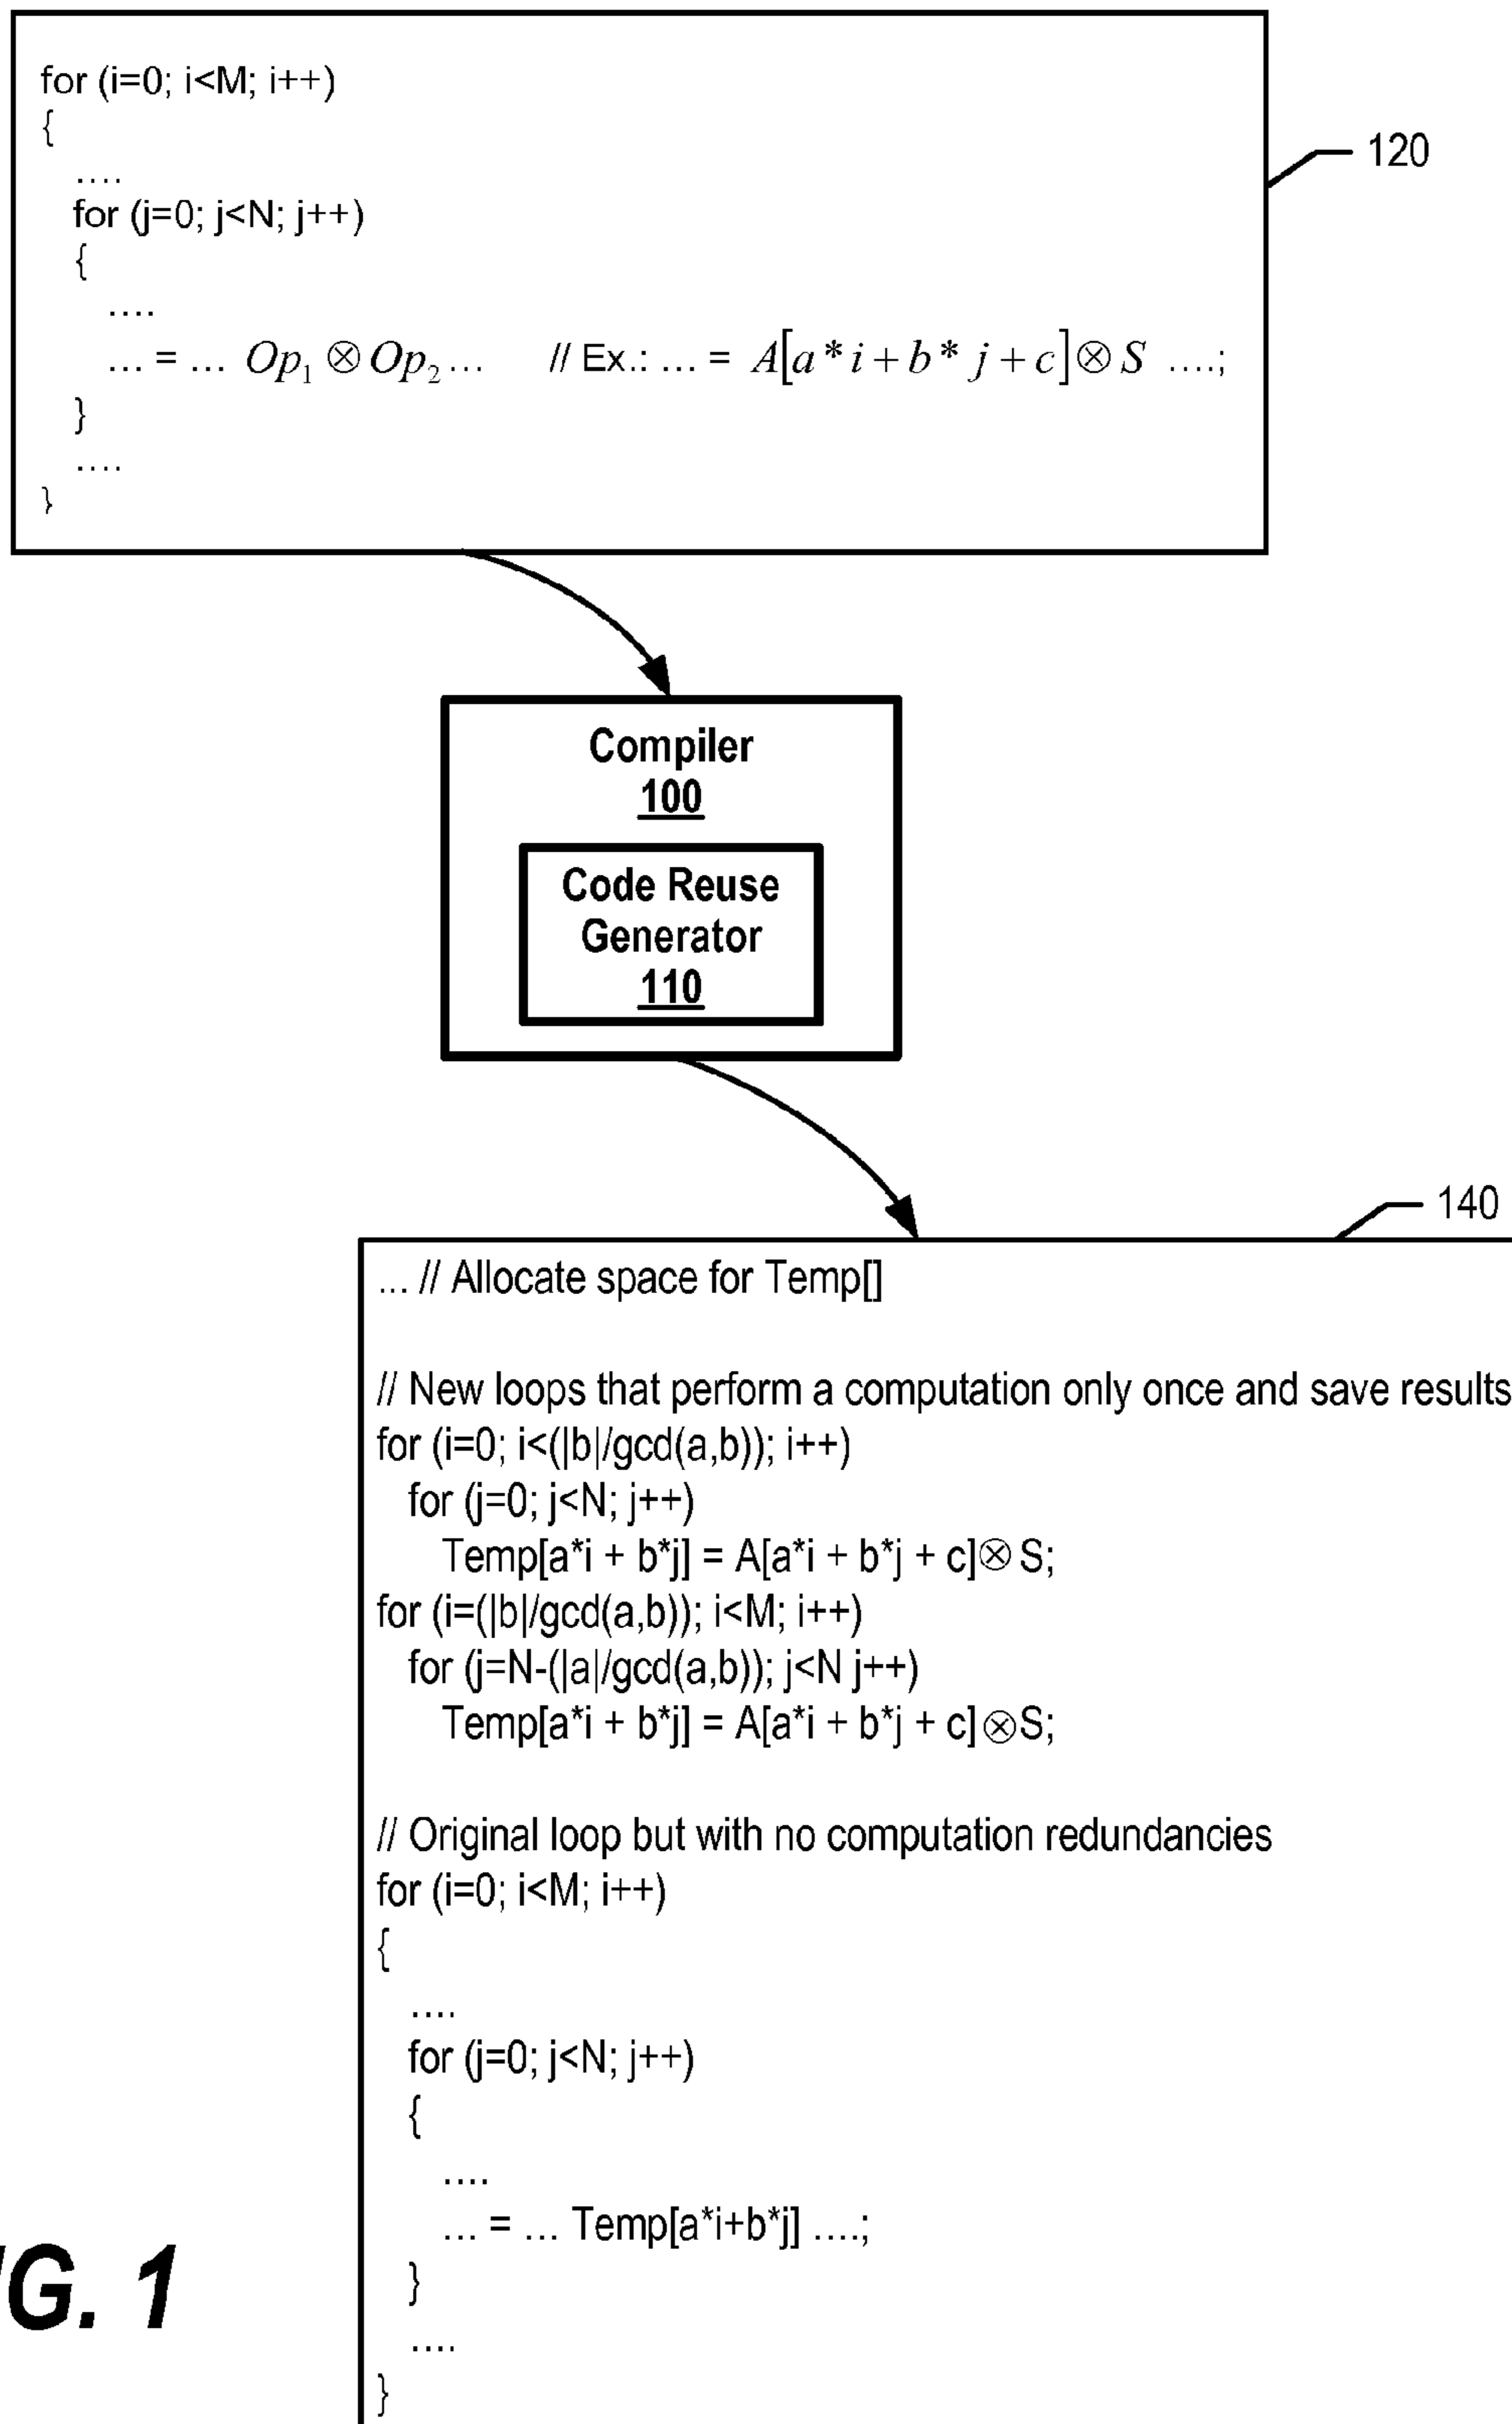 for (i=0; i<M; i++)
{
....
for (j=0; j<N; j++)
{
....
... = ... Op₁ ⊗ Op₂ ... // Ex.: ... = A[a * i + b * j + c] ⊗ S ....;
}
....
}
120
Compiler
100
Code Reuse
Generator
110
140
... // Allocate space for Temp[]
// New loops that perform a computation only once and save results
for (i=0; i<(|b|/gcd(a,b)); i++)
for (j=0; j<N; j++)
Temp[a*i + b*j] = A[a*i + b*j + c]⊗S;
for (i=(|b|/gcd(a,b)); i<M; i++)
for (j=N-(|a|/gcd(a,b)); j<N j++)
Temp[a*i + b*j] = A[a*i + b*j + c]⊗S;
// Original loop but with no computation redundancies
for (i=0; i<M; i++)
{
....
for (j=0; j<N; j++)
{
....
... = ... Temp[a*i+b*j] ....;
}
....
}
G. 1